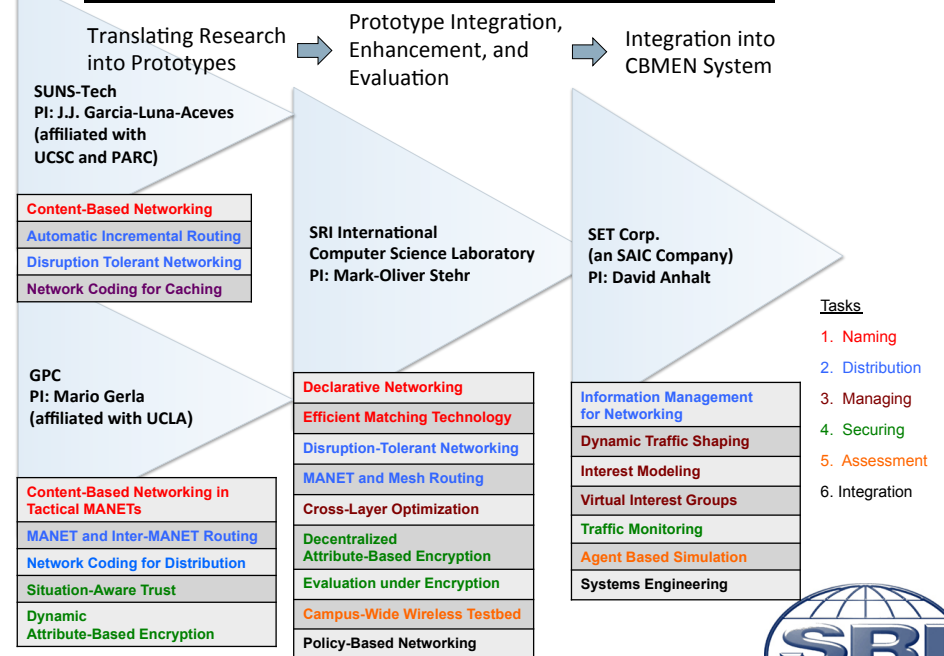 Translating Research
into Prototypes
Prototype Integration,
Enhancement, and
Evaluation
Integration into
CBMEN System
SUNS-Tech
PI: J.J. Garcia-Luna-Aceves
(affiliated with
UCSC and PARC)
Content-Based Networking
Automatic Incremental Routing
Disruption Tolerant Networking
Network Coding for Caching
GPC
PI: Mario Gerla
(affiliated with UCLA)
Content-Based Networking in
Tactical MANETs
MANET and Inter-MANET Routing
Network Coding for Distribution
Situation-Aware Trust
Dynamic
Attribute-Based Encryption
SRI International
Computer Science Laboratory
PI: Mark-Oliver Stehr
Declarative Networking
Efficient Matching Technology
Disruption-Tolerant Networking
MANET and Mesh Routing
Cross-Layer Optimization
Decentralized
Attribute-Based Encryption
Evaluation under Encryption
Campus-Wide Wireless Testbed
Policy-Based Networking
SET Corp.
(an SAIC Company)
PI: David Anhalt
Information Management
for Networking
Dynamic Traffic Shaping
Interest Modeling
Virtual Interest Groups
Traffic Monitoring
Agent Based Simulation
Systems Engineering
Tasks
1. Naming
2. Distribution
3. Managing
4. Securing
5. Assessment
6. Integration
SRI